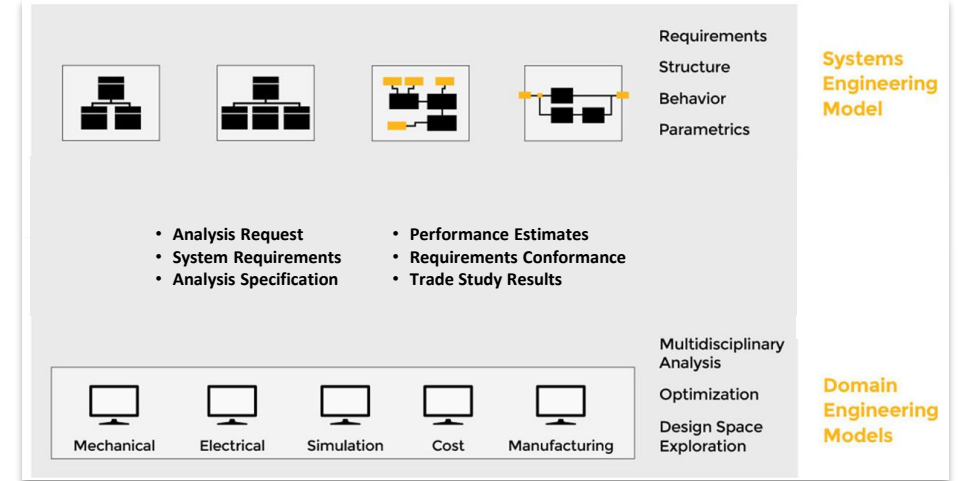 Requirements
Structure
Behavior
Parametrics
Systems
Engineering
Model
• Analysis Request
• System Requirements
• Analysis Specification
• Performance Estimates
• Requirements Conformance
• Trade Study Results
Mechanical
Electrical
Simulation
Cost
Manufacturing
Multidisciplinary
Analysis
Optimization
Design Space
Exploration
Domain
Engineering
Models